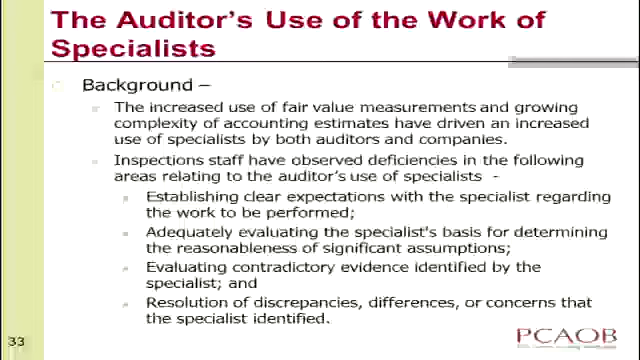 The Auditor's Use of the Work of
Specialists
Background –
The increased use of fair value measurements and growing
complexity of accounting estimates have driven an increased
use of specialists by both auditors and companies.
Inspections staff have observed deficiencies in the following
areas relating to the auditor's use of specialists -
Establishing clear expectations with the specialist regarding
the work to be performed;
Adequately evaluating the specialist's basis for determining
the reasonableness of significant assumptions;
Evaluating contradictory evidence identified by the
specialist; and
Resolution of discrepancies, differences, or concerns that
the specialist identified.
33
PCAOB